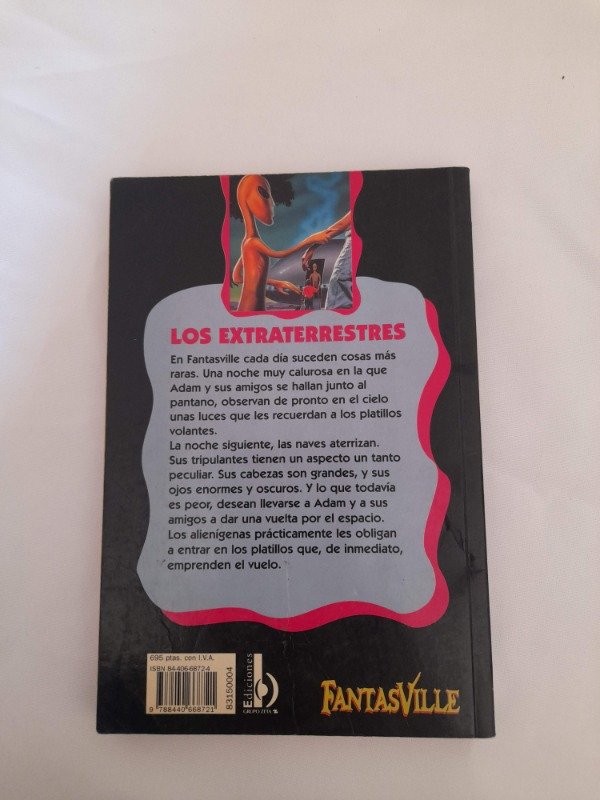 LOS EXTRATERRESTRES
En Fantasville cada día suceden cosas más
raras. Una noche muy calurosa en la que
Adam y sus amigos se hallan junto al
pantano, observan de pronto en el cielo
unas luces que les recuerdan a los platillos
volantes.
La noche siguiente, las naves aterrizan.
Sus tripulantes tienen un aspecto un tanto
peculiar. Sus cabezas son grandes, y sus
ojos enormes y oscuros. Y lo que todavía
es peor, desean llevarse a Adam y a sus
amigos a dar una vuelta por el espacio.
Los alienígenas prácticamente les obligan
a entrar en los platillos que, de inmediato,
emprenden el vuelo.
695 ptas. con I.V.A.
ISBN 84-406-6872-4
9 788440 668721
83150004
Ediciones
b
GRUPO ZETA
FANTASVILLE